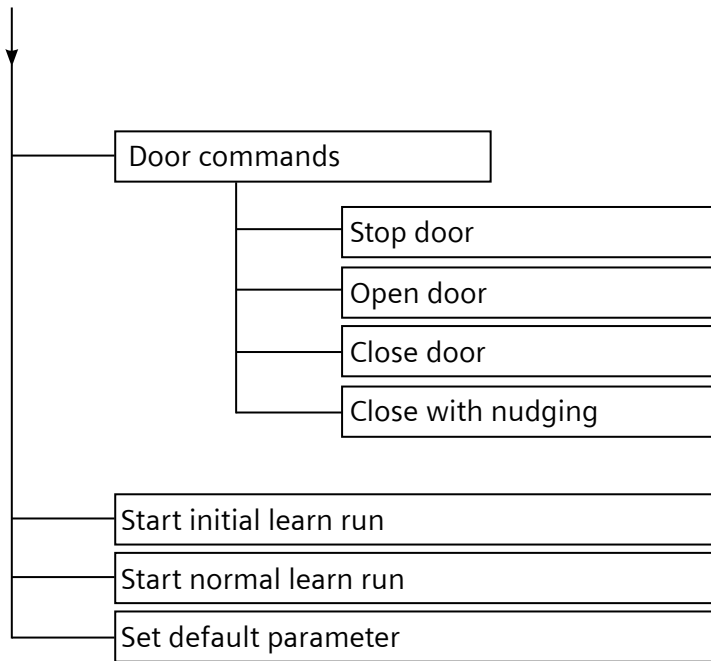 Door commands
Stop door
Open door
Close door
Close with nudging
Start initial learn run
Start normal learn run
Set default parameter